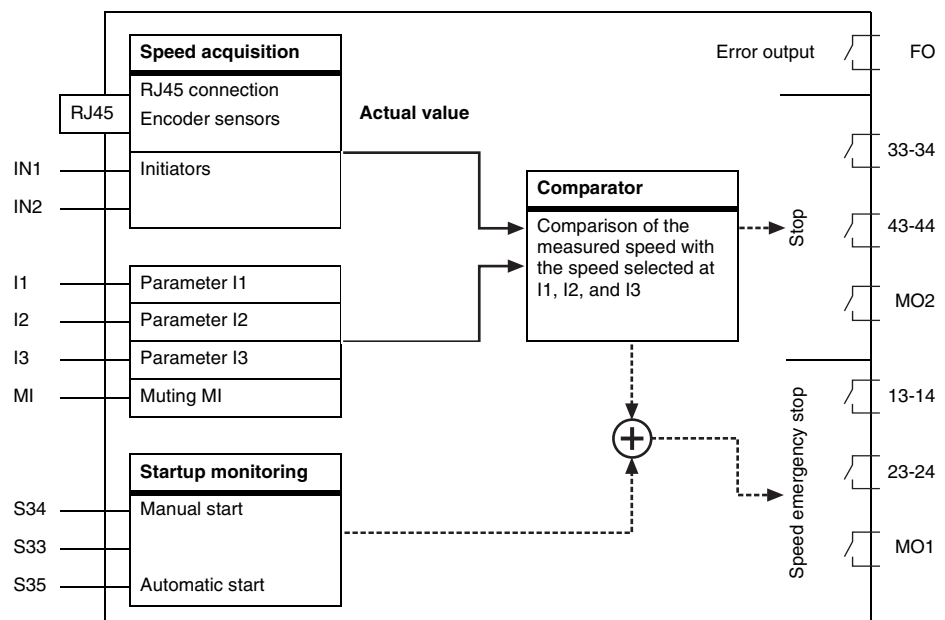 Speed acquisition
RJ45 connection
Encoder sensors
Initiators
RJ45
IN1
IN2
Actual value
I1
I2
I3
MI
Parameter I1
Parameter I2
Parameter I3
Muting MI
Startup monitoring
Manual start
Automatic start
S34
S33
S35
Comparator
Comparison of the
measured speed with
the speed selected at
I1, I2, and I3
+
Error output
FO
Stop
33-34
43-44
MO2
Speed emergency stop
13-14
23-24
MO1